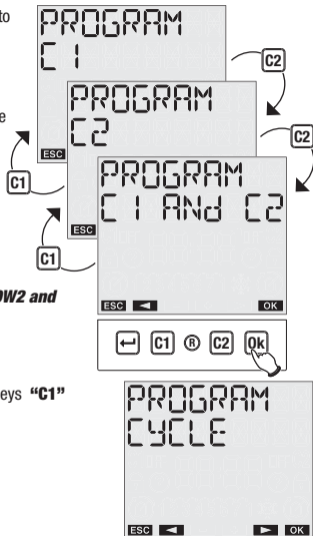 to
PROGRAM
C1
C2
e
PROGRAM
C2
C2
ESC
C1
PROGRAM
C1 ANd C2
ESC
C1
OW2 and
ESC ◄ OK
↵ C1 ® C2 Ok
eys "C1"
PROGRAM
CYCLE
ESC ◄ ► OK